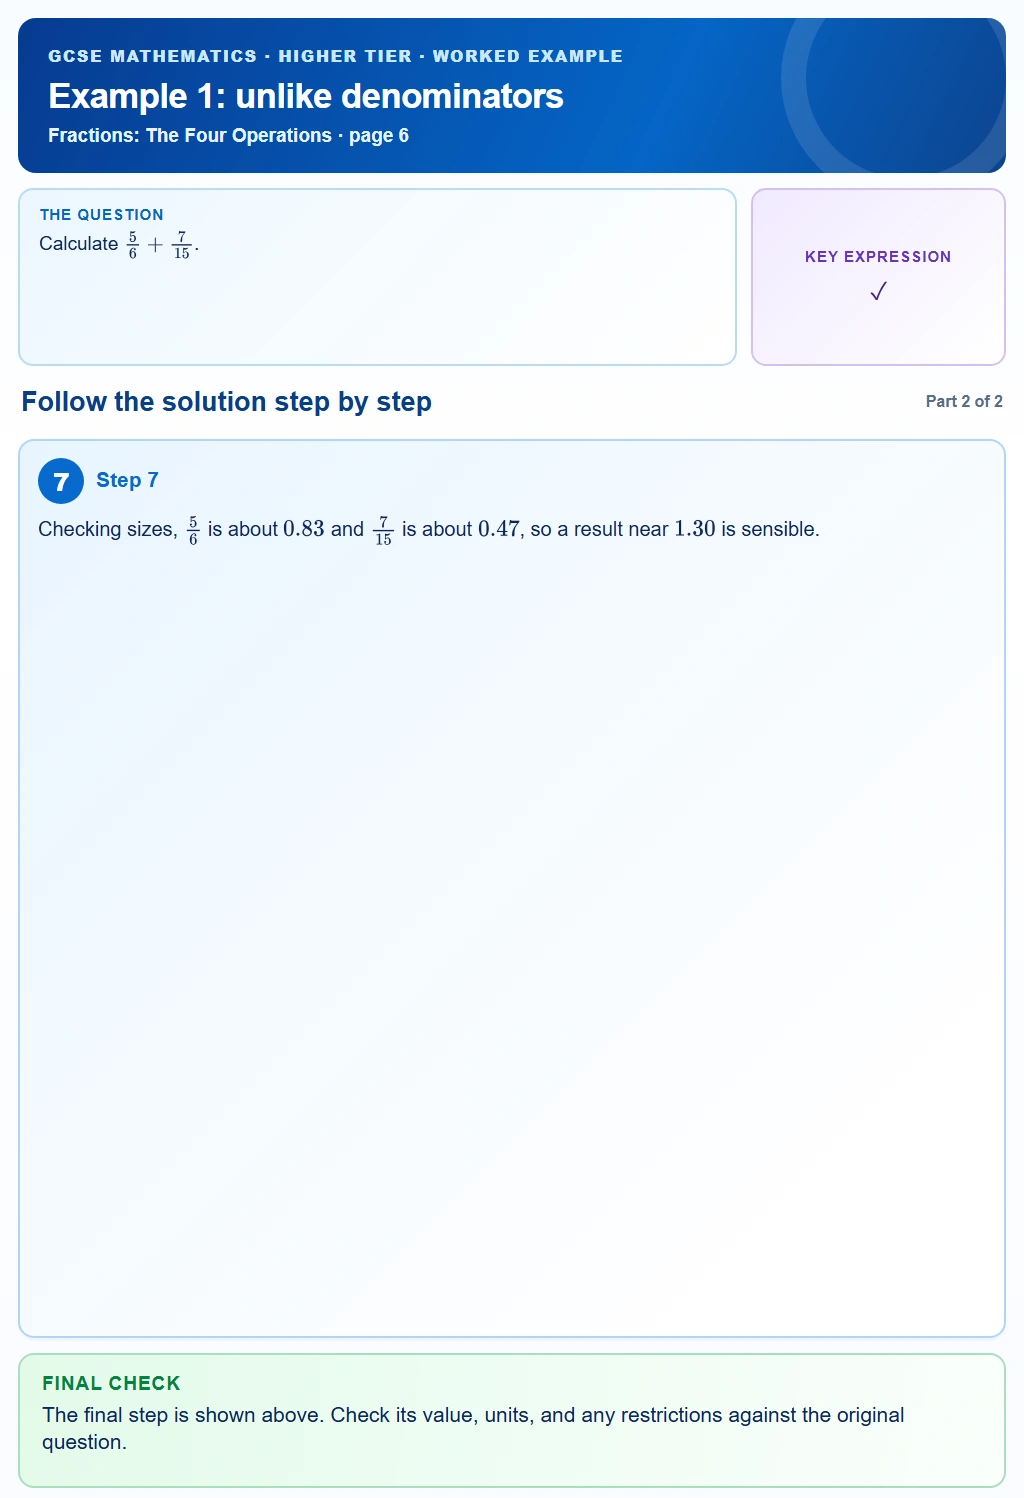 GCSE MATHEMATICS · HIGHER TIER · WORKED EXAMPLE
Example 1: unlike denominators
Fractions: The Four Operations · page 6
THE QUESTION
Calculate 5/6 + 7/15.
KEY EXPRESSION
✓
Follow the solution step by step
Part 2 of 2
7 Step 7
Checking sizes, 5/6 is about 0.83 and 7/15 is about 0.47, so a result near 1.30 is sensible.
FINAL CHECK
The final step is shown above. Check its value, units, and any restrictions against the original
question.